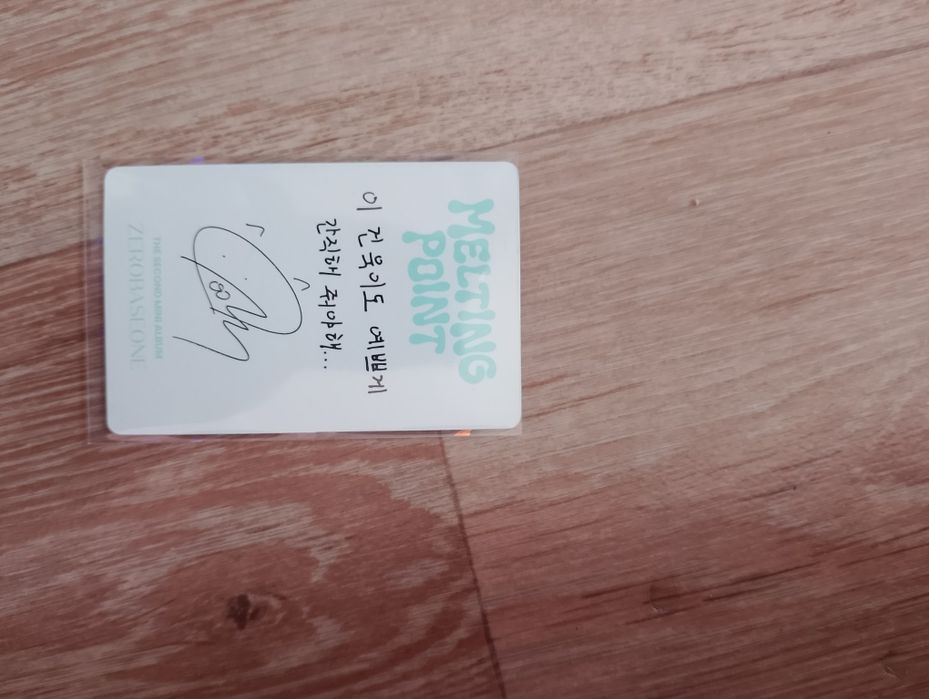 MELTING
POINT
이 건욱이도 예쁘게
간직해 줘야해...
THE SECOND MINI ALBUM
ZEROBASEONE